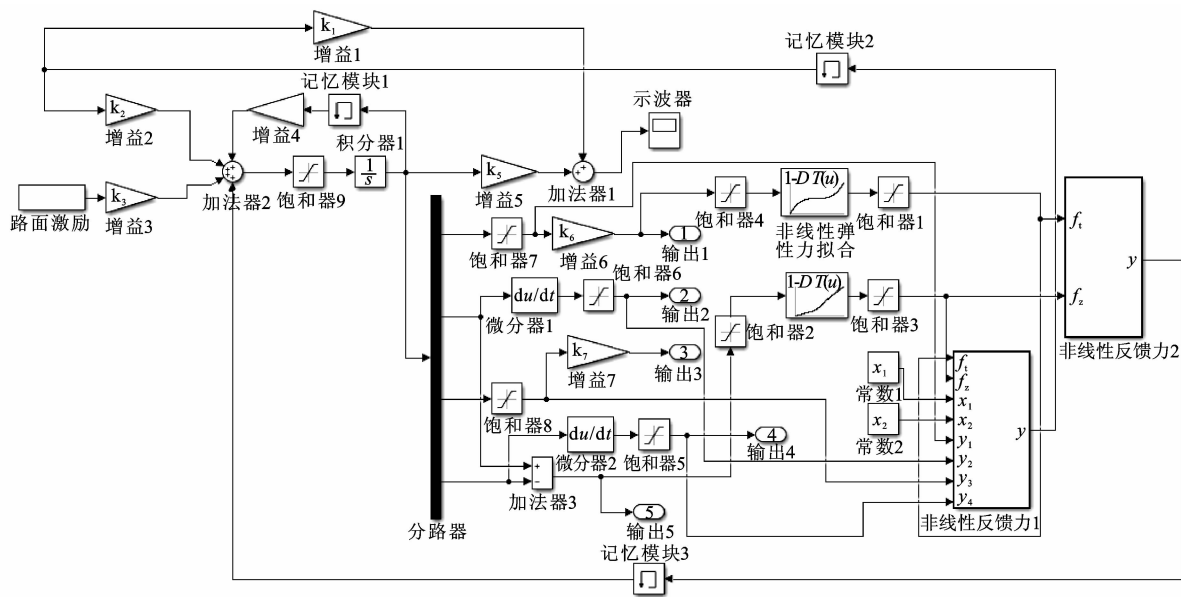 k₁
增益1
记忆模块2
记忆模块1
示波器
k₂
增益2
增益4
积分器1
k₃
路面激励
增益3
加法器2
饱和器9
1/s
k₅
增益5
加法器1
饱和器4
1-D T(u)
非线性弹
力拟合
饱和器1
饱和器7
k₆
增益6
1
输出1
饱和器6
du/dt
微分器1
2
输出2
饱和器2
1-D T(u)
饱和器3
fₜ
f_z
y
非线性反馈力2
k₇
增益7
3
输出3
饱和器8
x₁
常数1
x₂
常数2
fₜ
f_z
x₁
x₂
y₁
y₂
y₃
y₄
y
非线性反馈力1
du/dt
微分器2
饱和器5
4
输出4
+
-
加法器3
5
输出5
分路器
记忆模块3